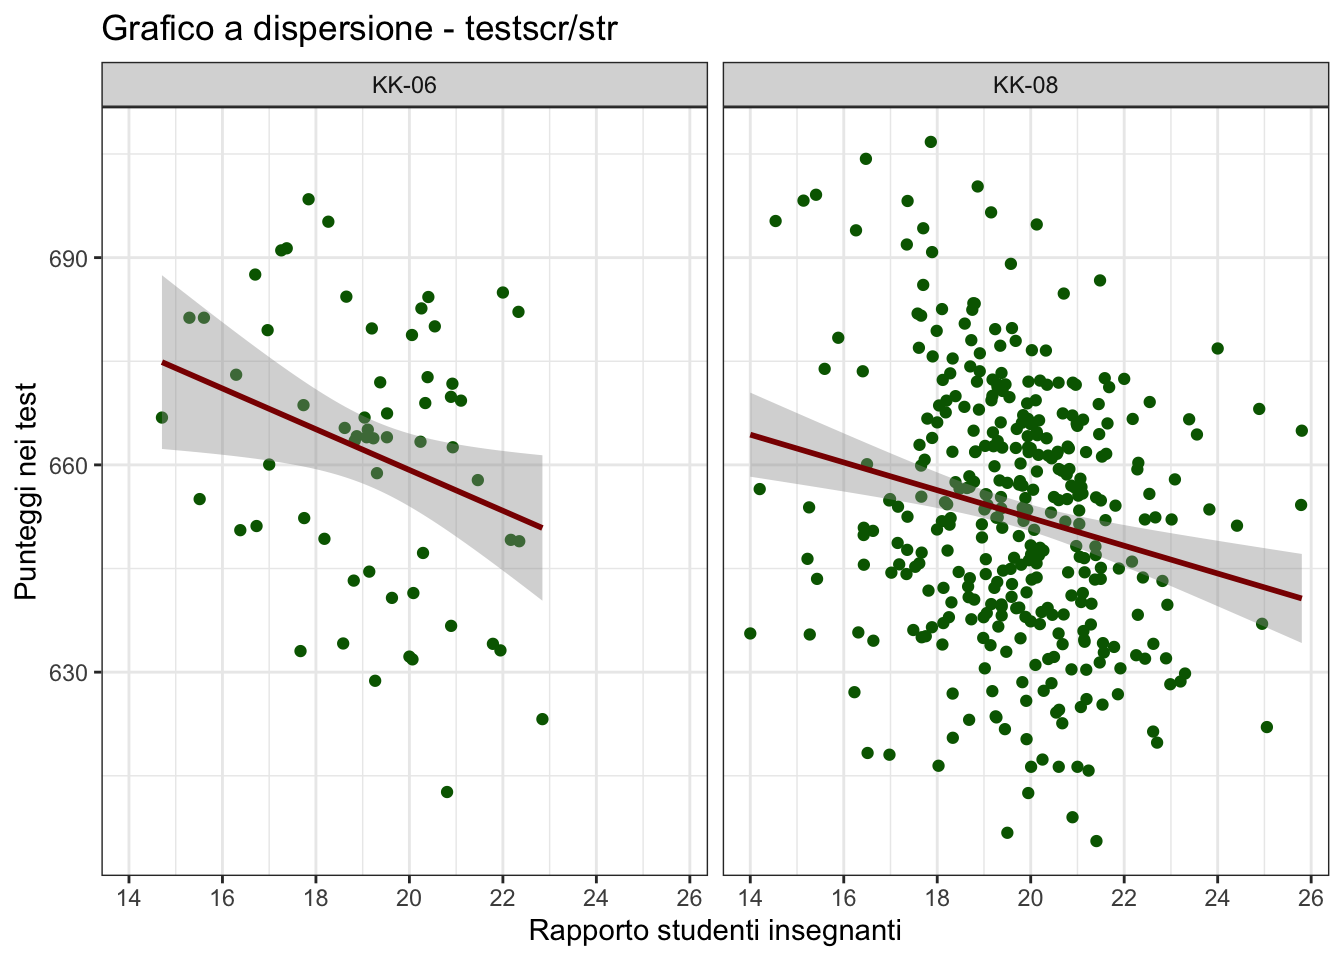 Grafico a dispersione - testscr/str
KK-06 KK-08
Punteggi nei test
690
660
630
14 16 18 20 22 24 26 14 16 18 20 22 24 26
Rapporto studenti insegnanti